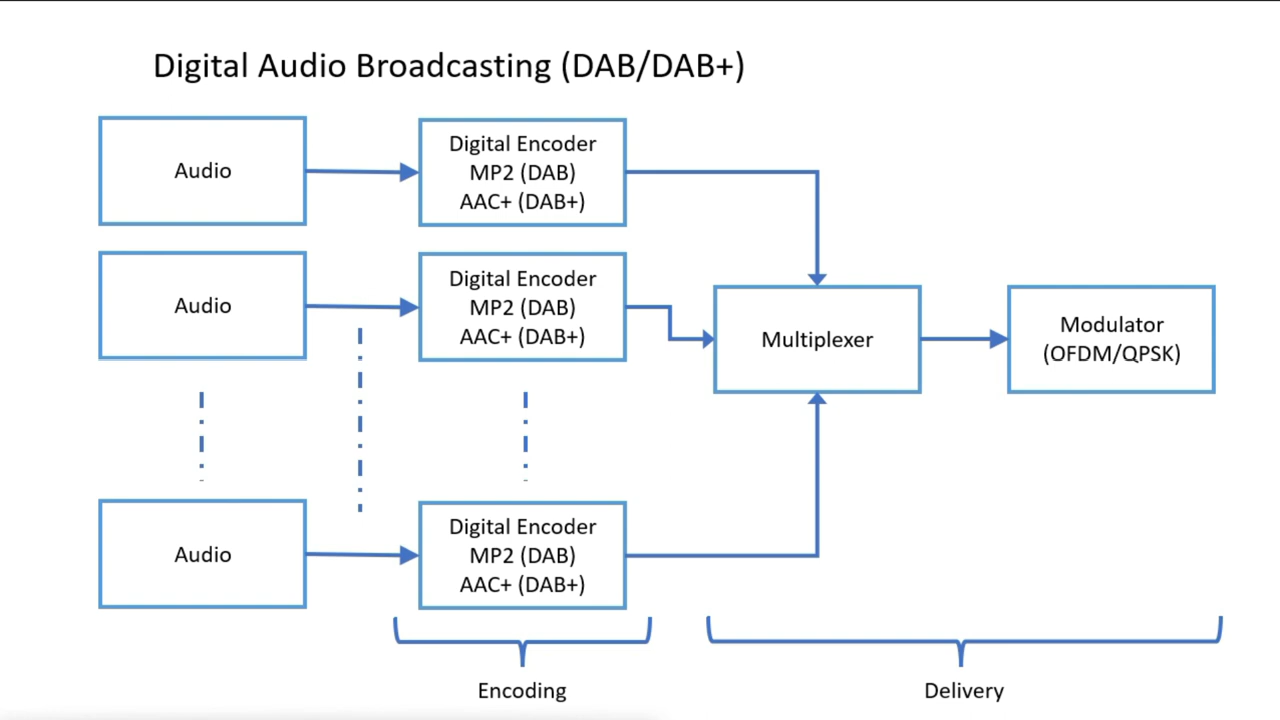 Digital Audio Broadcasting (DAB/DAB+)
Audio
Digital Encoder
MP2 (DAB)
AAC+ (DAB+)
Audio
Digital Encoder
MP2 (DAB)
AAC+ (DAB+)
Multiplexer
Modulator
(OFDM/QPSK)
Audio
Digital Encoder
MP2 (DAB)
AAC+ (DAB+)
Encoding
Delivery